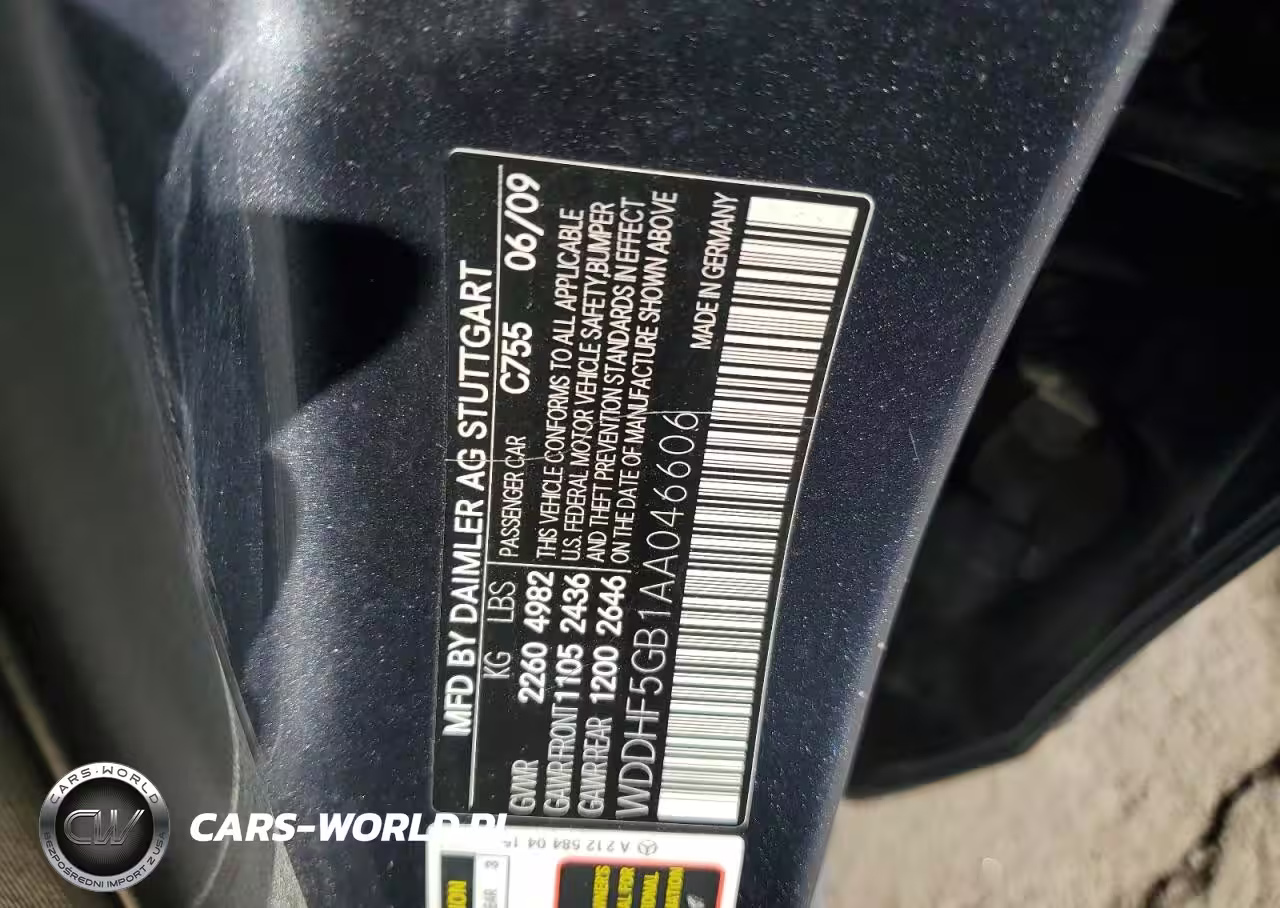 MFD BY DAIMLER AG STUTTGART
KG LBS PASSENGER CAR C755 06/09
GVWR 2260 4982 THIS VEHICLE CONFORMS TO ALL APPLICABLE
GAWR FRONT 1105 2436 U.S. FEDERAL MOTOR VEHICLE SAFETY,BUMPER
GAWR REAR 1200 2646 AND THEFT PREVENTION STANDARDS IN EFFECT
ON THE DATE OF MANUFACTURE SHOWN ABOVE
WDDHF5GB1AA046606 MADE IN GERMANY
A 212 584 04
CARS-WORLD.PL
CARS-WORLD
CW
BEZPOŚREDNI IMPORT Z USA